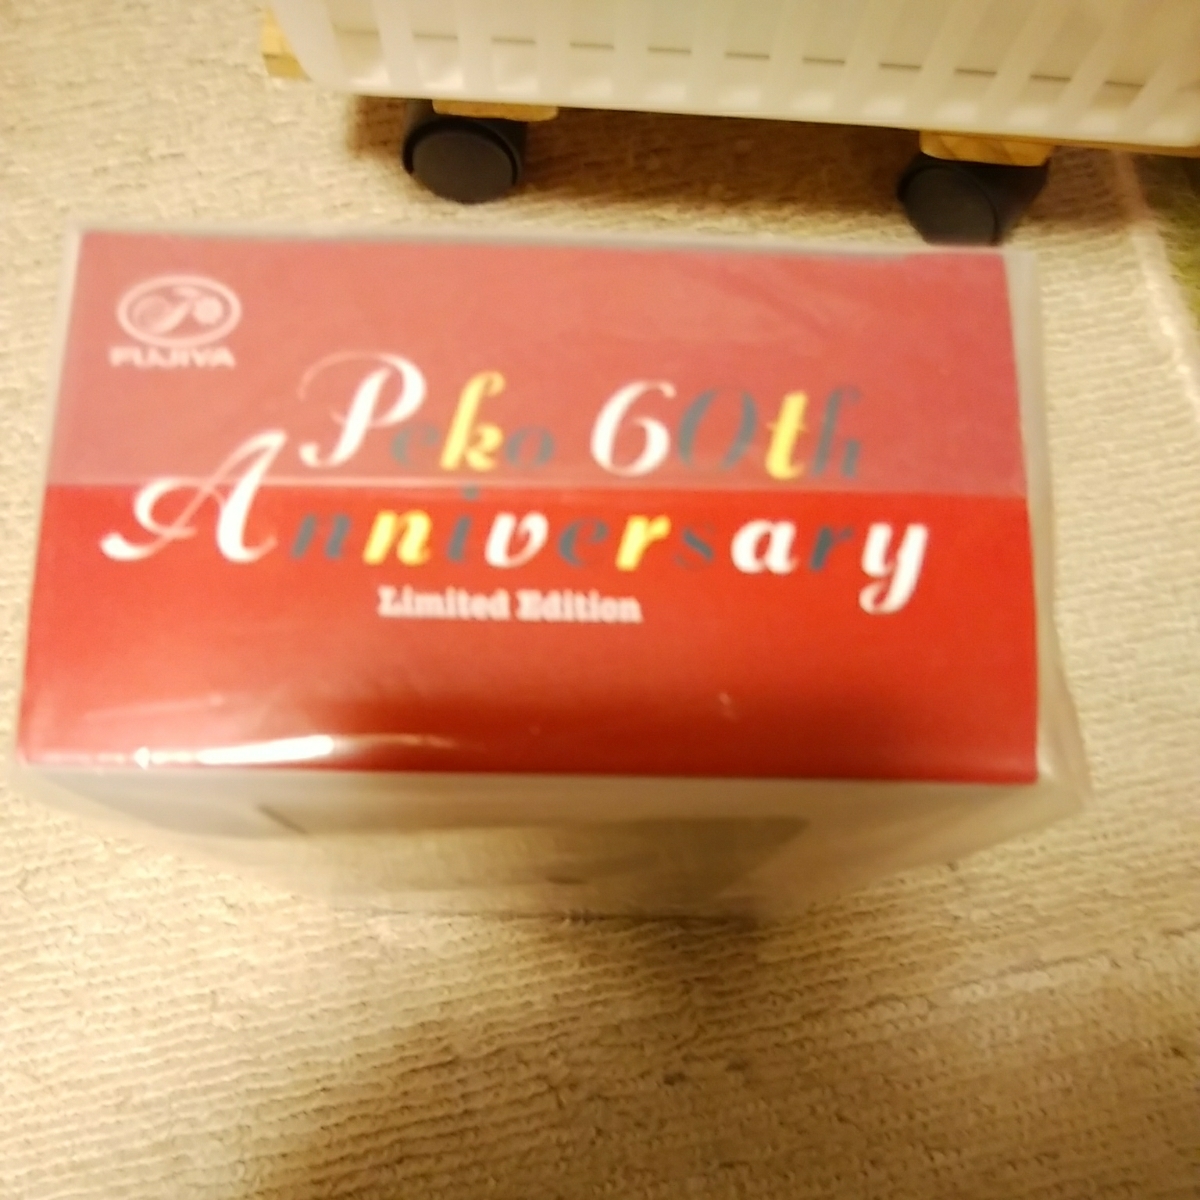 FUJIYA
Peko 60th
Anniversary
Limited Edition